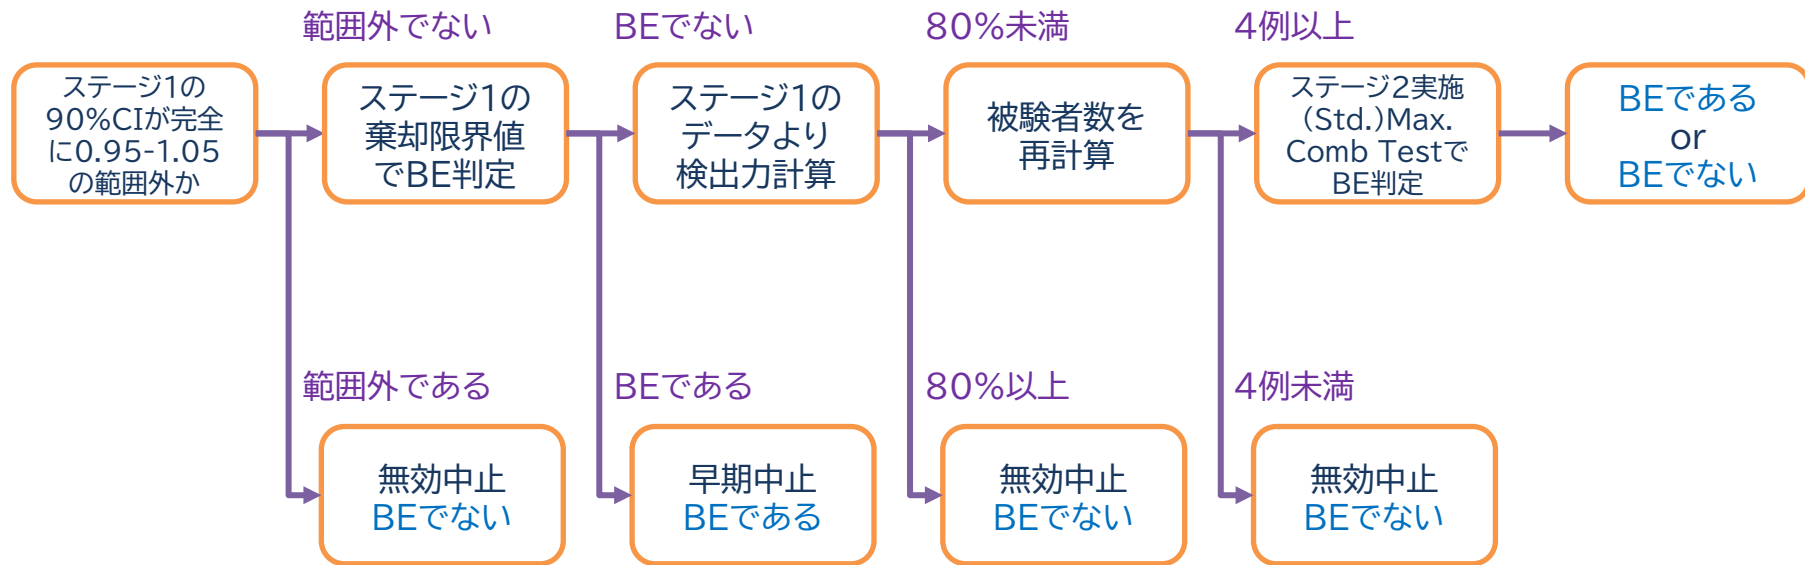 範囲外でない
BEでない
80%未満
4例以上
ステージ1の
90%CIが完全
に0.95-1.05
の範囲外か
ステージ1の
棄却限界値
でBE判定
ステージ1の
データより
検出力計算
被験者数を
再計算
ステージ2実施
(Std.)Max.
Comb Testで
BE判定
BEである
or
BEでない
範囲外である
BEである
80%以上
4例未満
無効中止
BEでない
早期中止
BEである
無効中止
BEでない
無効中止
BEでない